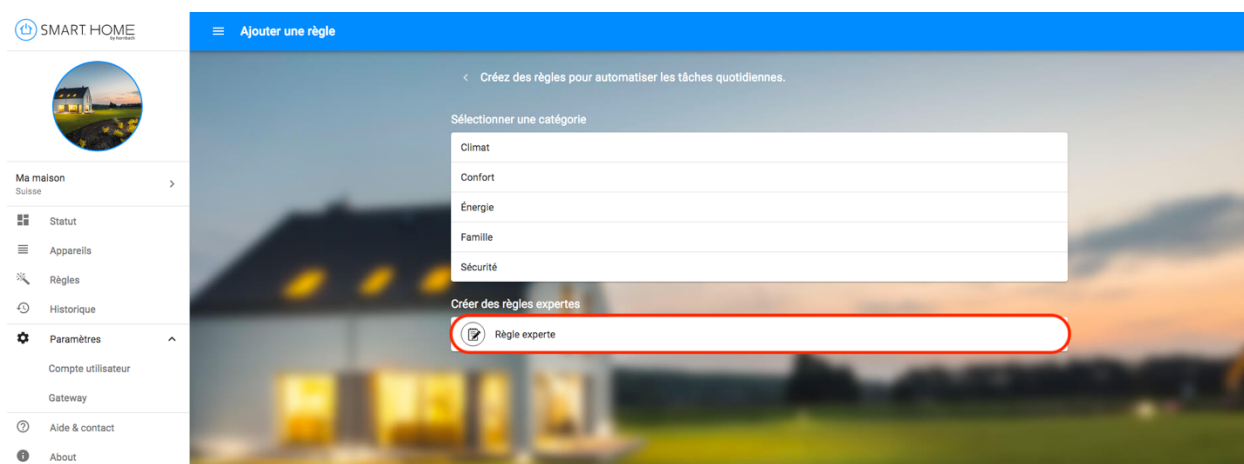 SMART HOME
by hornbach
Ajouter une règle
Ma maison
Suisse
Statut
Appareils
Règles
Historique
Paramètres
Compte utilisateur
Gateway
Aide & contact
About
Créez des règles pour automatiser les tâches quotidiennes.
Sélectionner une catégorie
Climat
Confort
Énergie
Famille
Sécurité
Créer des règles expertes
Règle experte